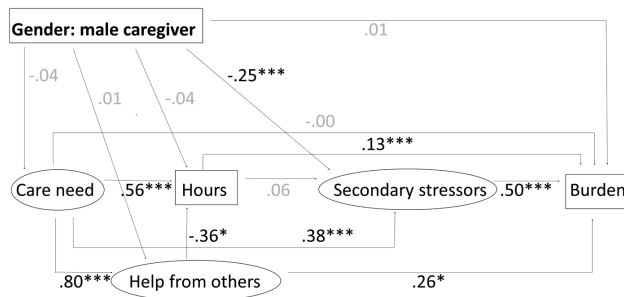 Gender: male caregiver
.01
-.04
.01
-.04
-.25***
-.00
.13***
Care need
.56***
Hours
.06
Secondary stressors
.50***
Burden
-.36*
.38***
.80***
Help from others
.26*